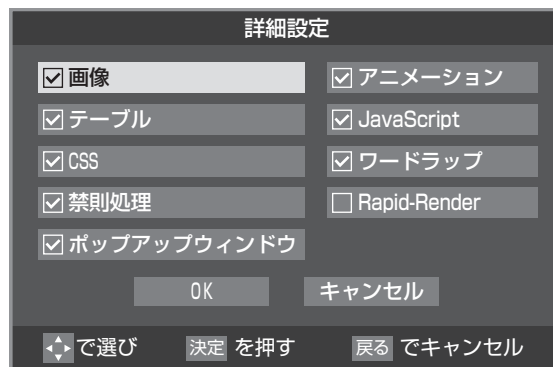 詳細設定
画像
アニメーション
テーブル
JavaScript
CSS
ワードラップ
禁則処理
Rapid-Render
ポップアップウィンドウ
OK
キャンセル
で選び 決定 を押す 戻る でキャンセル